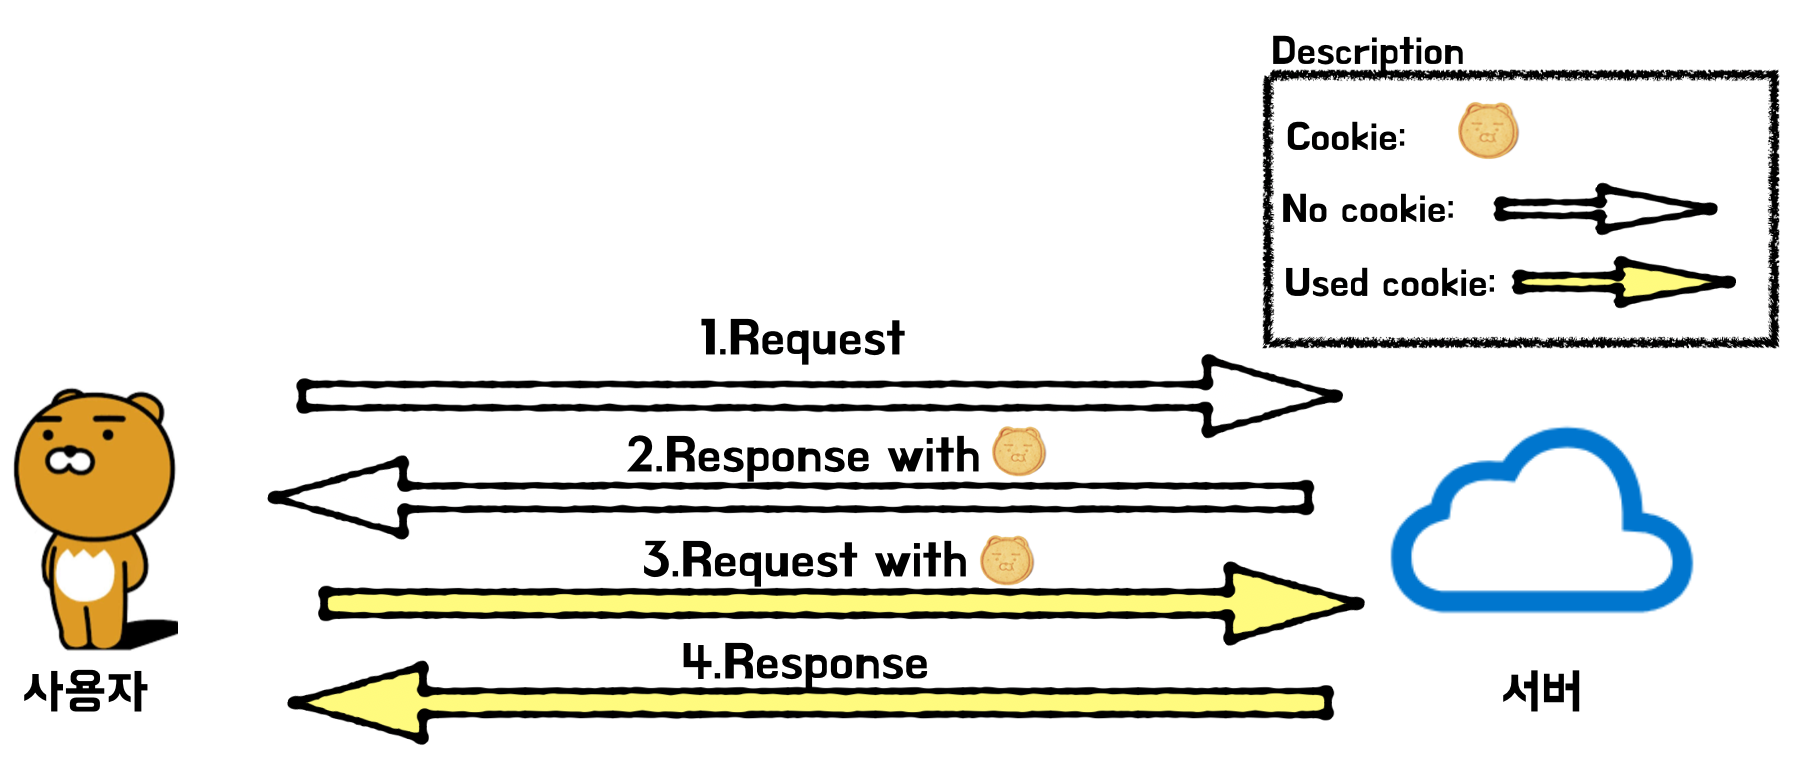 Description
Cookie:
No cookie:
Used cookie:
1.Request
2.Response with
3.Request with
4.Response
사용자
서버